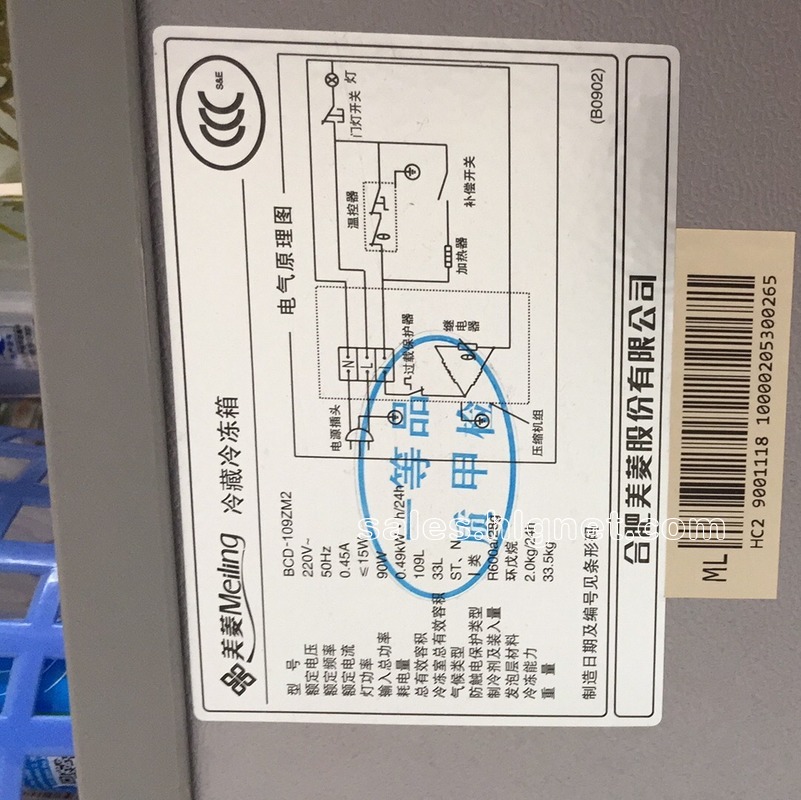 美菱Meiling 冷藏冷冻箱
S&E
型 号 BCD-109ZM2
额定电压 220V~
额定频率 50Hz
额定电流 0.45A
灯功率 ≤15W
输入总功率 90W
耗电量 0.49kW h/24h
总有效容积 109L
冷冻室总有效容积 33L
气候类型 ST、N
防触电保护类型 I 类
制冷剂及装入量 R600a/28g
发泡层材料 环戊烷
冷冻能力 2.0kg/24h
重 量 33.5kg
制造日期及编号见条形码
电气原理图
灯
门灯开关
温控器
θ
补偿开关
加热器
N
L
过载保护器
继电器
θ
电源插头
压缩机组
一等品
质甲检
(B0902)
合肥美菱股份有限公司
ML
HC2 9001118 10000205300265